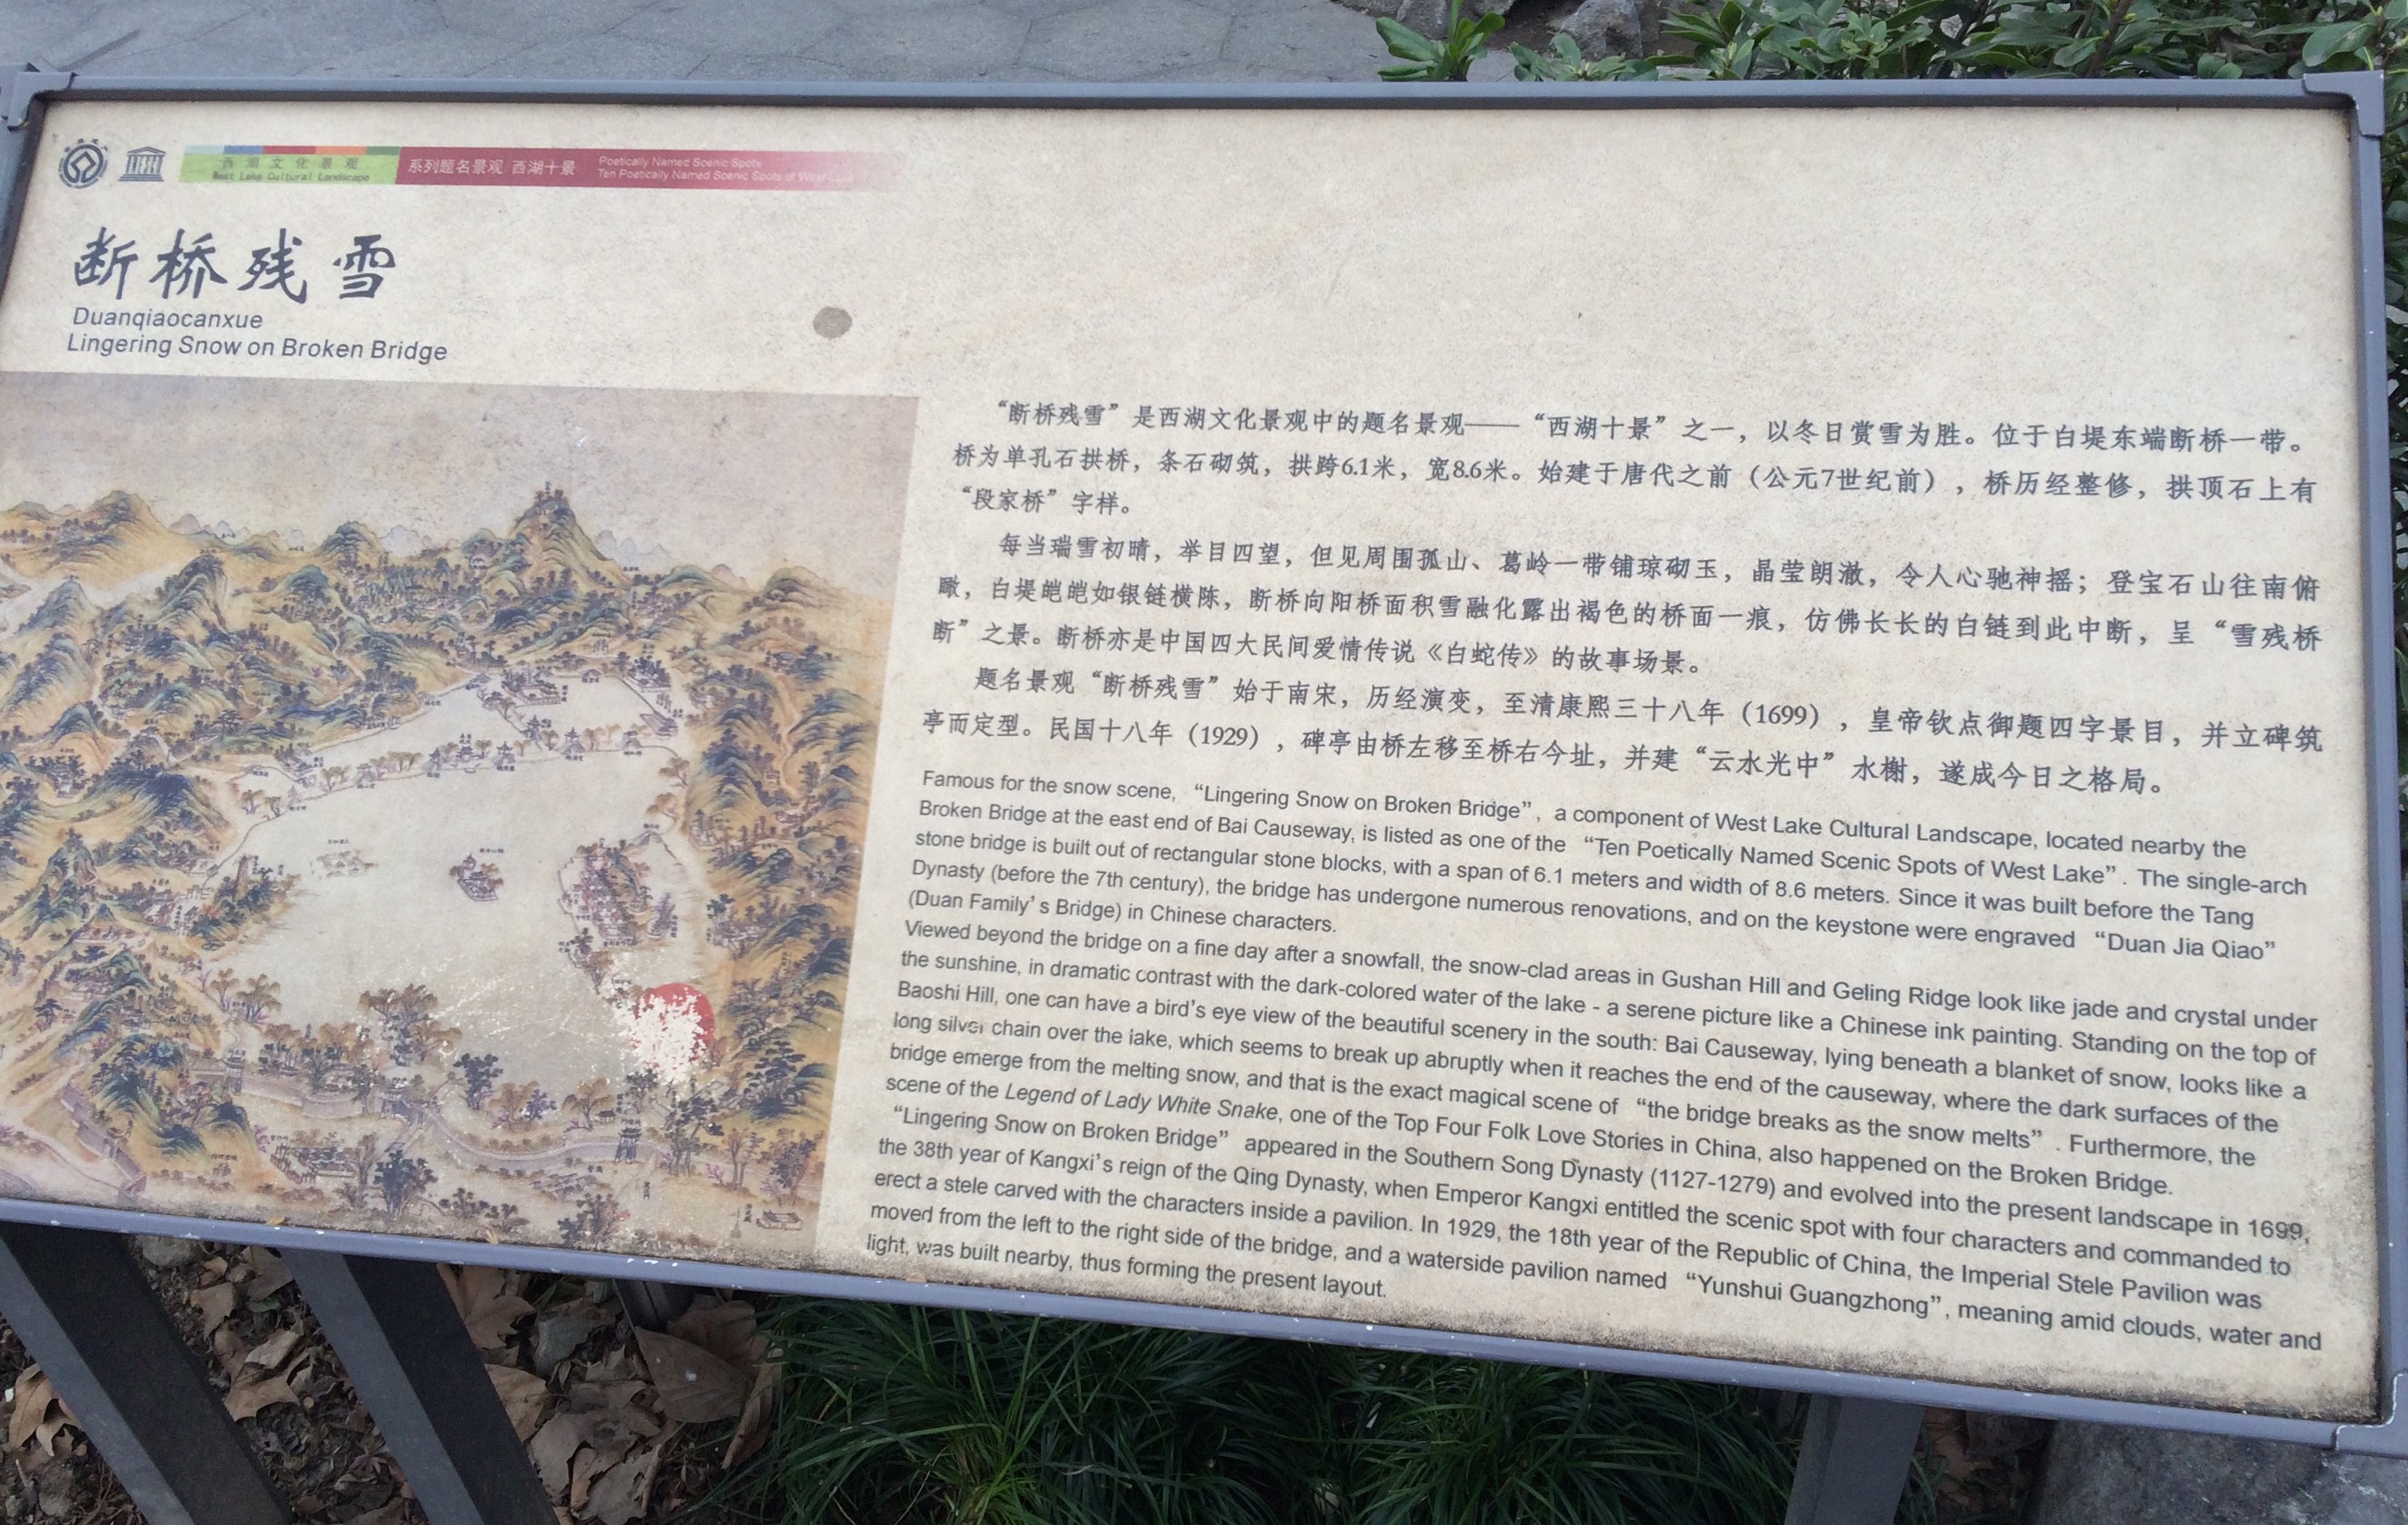 西湖文化景观
West Lake Cultural Landscape
系列题名景观 西湖十景
Poetically Named Scenic Spots
Ten Poetically Named Scenic Spots of West Lake
断桥残雪
Duanqiaocanxue
Lingering Snow on Broken Bridge
“断桥残雪”是西湖文化景观中的题名景观——“西湖十景”之一，以冬日赏雪为胜。位于白堤东端断桥一带。
桥为单孔石拱桥，条石砌筑，拱跨6.1米，宽8.6米。始建于唐代之前（公元7世纪前），桥历经整修，拱顶石上有
“段家桥”字样。
每当瑞雪初晴，举目四望，但见周围孤山、葛岭一带铺琼砌玉，晶莹朗澈，令人心驰神摇；登宝石山往南俯
瞰，白堤皑皑如银链横陈，断桥向阳桥面积雪融化露出褐色的桥面一痕，仿佛长长的白链到此中断，呈“雪残桥
断”之景。断桥亦是中国四大民间爱情传说《白蛇传》的故事场景。
题名景观“断桥残雪”始于南宋，历经演变，至清康熙三十八年（1699），皇帝钦点御题四字景目，并立碑筑
亭而定型。民国十八年（1929），碑亭由桥左移至桥右今址，并建“云水光中”水榭，遂成今日之格局。
Famous for the snow scene, “Lingering Snow on Broken Bridge”, a component of West Lake Cultural Landscape, located nearby the
Broken Bridge at the east end of Bai Causeway, is listed as one of the “Ten Poetically Named Scenic Spots of West Lake”. The single-arch
stone bridge is built out of rectangular stone blocks, with a span of 6.1 meters and width of 8.6 meters. Since it was built before the Tang
Dynasty (before the 7th century), the bridge has undergone numerous renovations, and on the keystone were engraved “Duan Jia Qiao”
(Duan Family’s Bridge) in Chinese characters.
Viewed beyond the bridge on a fine day after a snowfall, the snow-clad areas in Gushan Hill and Geling Ridge look like jade and crystal under
the sunshine, in dramatic contrast with the dark-colored water of the lake - a serene picture like a Chinese ink painting. Standing on the top of
Baoshi Hill, one can have a bird’s eye view of the beautiful scenery in the south: Bai Causeway, lying beneath a blanket of snow, looks like a
long silver chain over the lake, which seems to break up abruptly when it reaches the end of the causeway, where the dark surfaces of the
bridge emerge from the melting snow, and that is the exact magical scene of “the bridge breaks as the snow melts”. Furthermore, the
scene of the Legend of Lady White Snake, one of the Top Four Folk Love Stories in China, also happened on the Broken Bridge.
“Lingering Snow on Broken Bridge” appeared in the Southern Song Dynasty (1127-1279) and evolved into the present landscape in 1699,
the 38th year of Kangxi’s reign of the Qing Dynasty, when Emperor Kangxi entitled the scenic spot with four characters and commanded to
erect a stele carved with the characters inside a pavilion. In 1929, the 18th year of the Republic of China, the Imperial Stele Pavilion was
moved from the left to the right side of the bridge, and a waterside pavilion named “Yunshui Guangzhong”, meaning amid clouds, water and
light, was built nearby, thus forming the present layout.